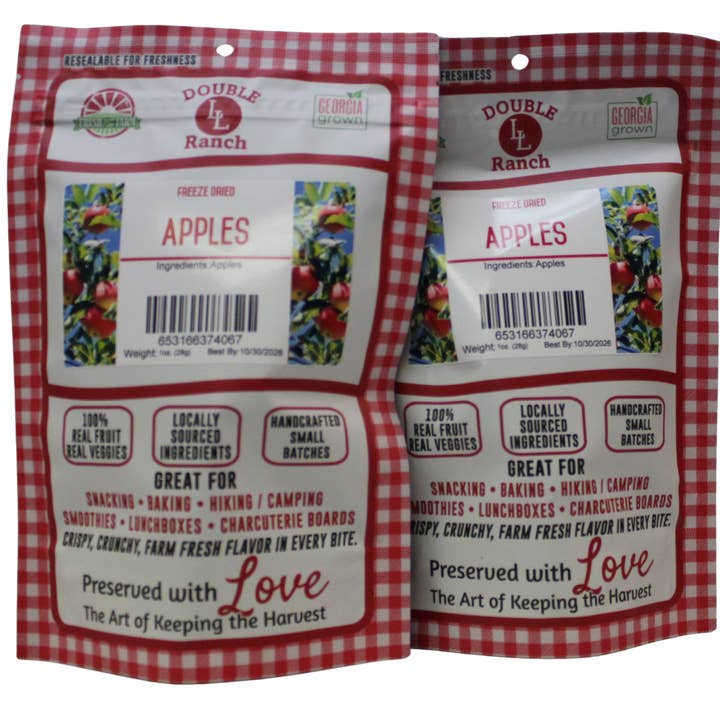 RESEALABLE FOR FRESHNESS
DOUBLE
LL
Ranch
GEORGIA
grown
FREEZE DRIED
APPLES
Ingredients:Apples
653166374067
Weight: 1oz. (28g) Best By:10/30/2026
100%
REAL FRUIT
REAL VEGGIES
LOCALLY
SOURCED
INGREDIENTS
HANDCRAFTED
SMALL
BATCHES
GREAT FOR
SNACKING • BAKING • HIKING / CAMPING
SMOOTHIES • LUNCHBOXES • CHARCUTERIE BOARDS
CRISPY, CRUNCHY, FARM FRESH FLAVOR IN EVERY BITE.
Preserved with Love
The Art of Keeping the Harvest
FRESHNESS
DOUBLE
LL
Ranch
GEORGIA
grown
FREEZE DRIED
APPLES
Ingredients:Apples
653166374067
Weight: 1oz. (28g) Best By:10/30/2026
100%
REAL FRUIT
REAL VEGGIES
LOCALLY
SOURCED
INGREDIENTS
HANDCRAFTED
SMALL
BATCHES
GREAT FOR
SNACKING • BAKING • HIKING / CAMPING
MOOTHIES • LUNCHBOXES • CHARCUTERIE BOARDS
RISPY, CRUNCHY, FARM FRESH FLAVOR IN EVERY BITE.
Preserved with Love
The Art of Keeping the Harvest